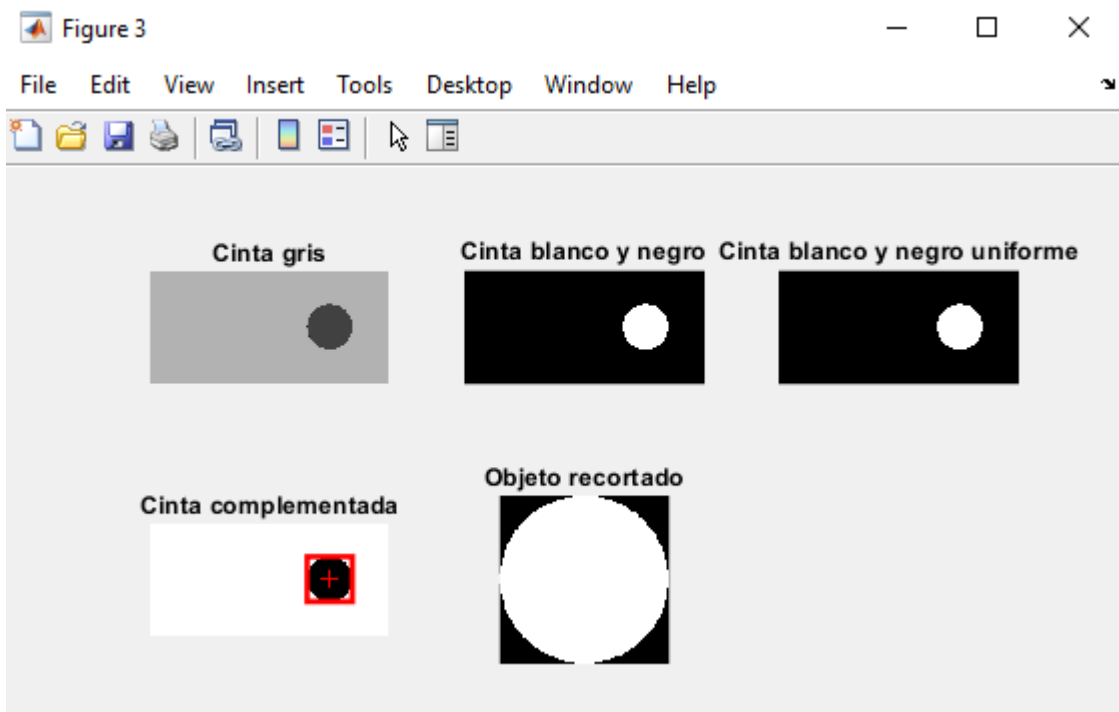 Figure 3
File Edit View Insert Tools Desktop Window Help
Cinta gris
Cinta blanco y negro
Cinta blanco y negro uniforme
Cinta complementada
Objeto recortado